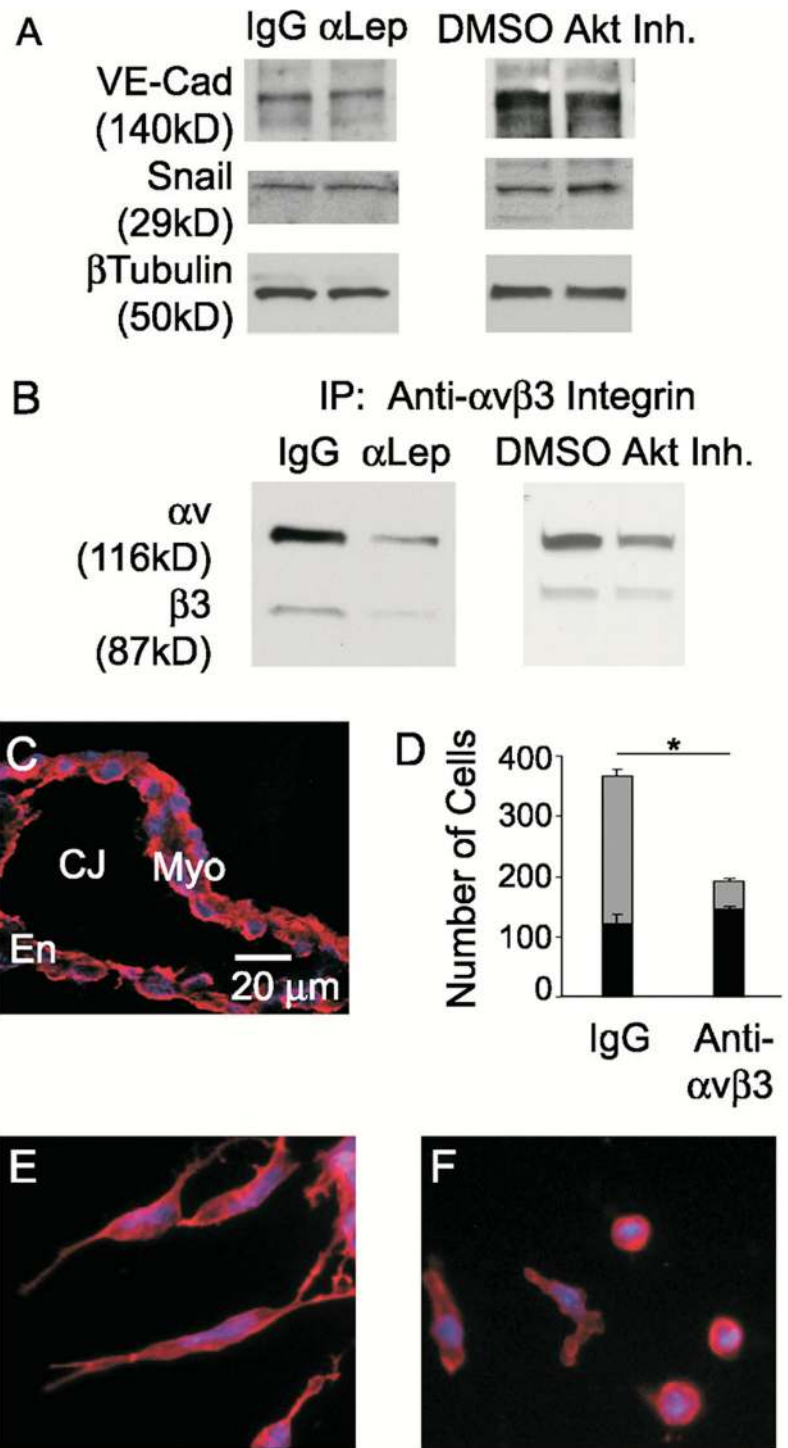 A
IgG αLep DMSO Akt Inh.
VE-Cad
(140kD)
Snail
(29kD)
βTubulin
(50kD)
B
IP: Anti-αvβ3 Integrin
IgG αLep DMSO Akt Inh.
αv
(116kD)
β3
(87kD)
C
CJ
Myo
En
20 μm
D
Number of Cells
400
300
200
100
0
*
IgG
Anti-
αvβ3
E
F